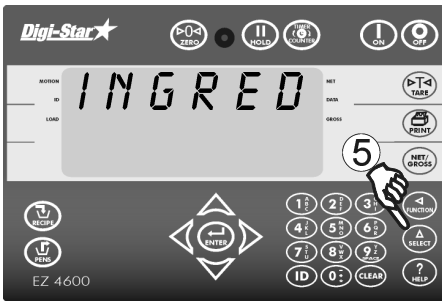 Digi-Star
ZERO
HOLD
TIMER
COUNTER
ON
OFF
MOTION
ID
LOAD
INGRED
NET
DATA
GROSS
TARE
PRINT
5
NET/
GROSS
RECIPE
PENS
ENTER
1 2 3
FUNCTION
4 5 6
SELECT
7 8 9
SPACE
ID 0 CLEAR
?
HELP
EZ 4600